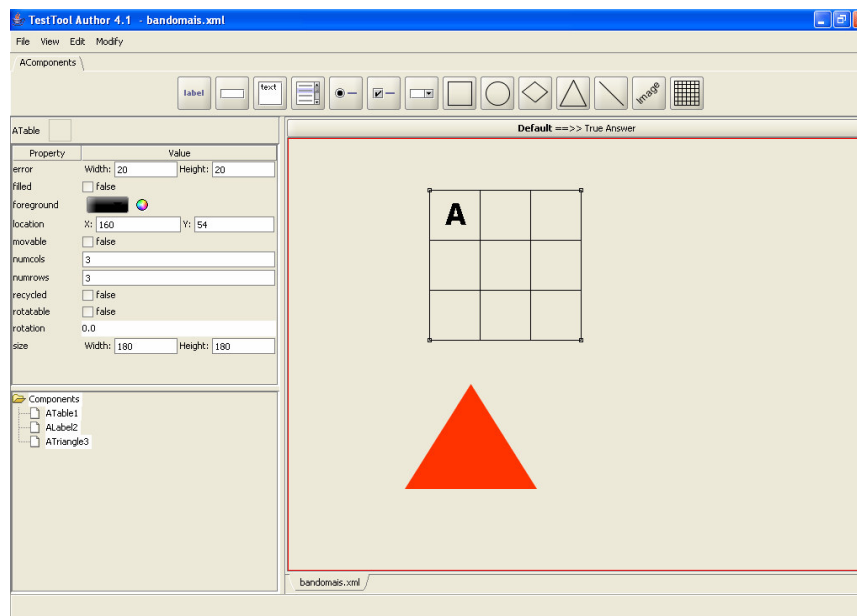 TestTool Author 4.1 - bandomais.xml
File View Edit Modify
AComponents
label text Image
ATable
Default ==>> True Answer
Property Value
error Width: 20 Height: 20
filled false
foreground
location X: 160 Y: 54
movable false
numcols 3
numrows 3
recycled false
rotatable false
rotation 0.0
size Width: 180 Height: 180
A
Components
ATable1
ALabel2
ATriangle3
bandomais.xml